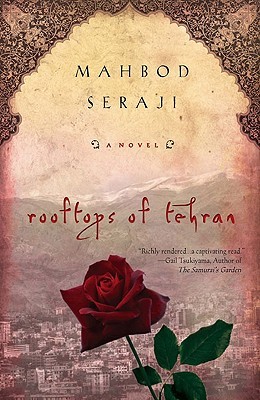 MAHBOD
SERAJI
A NOVEL
rooftops of tehran
"Richly rendered...a captivating read."
—Gail Tsukiyama, Author of
The Samurai's Garden